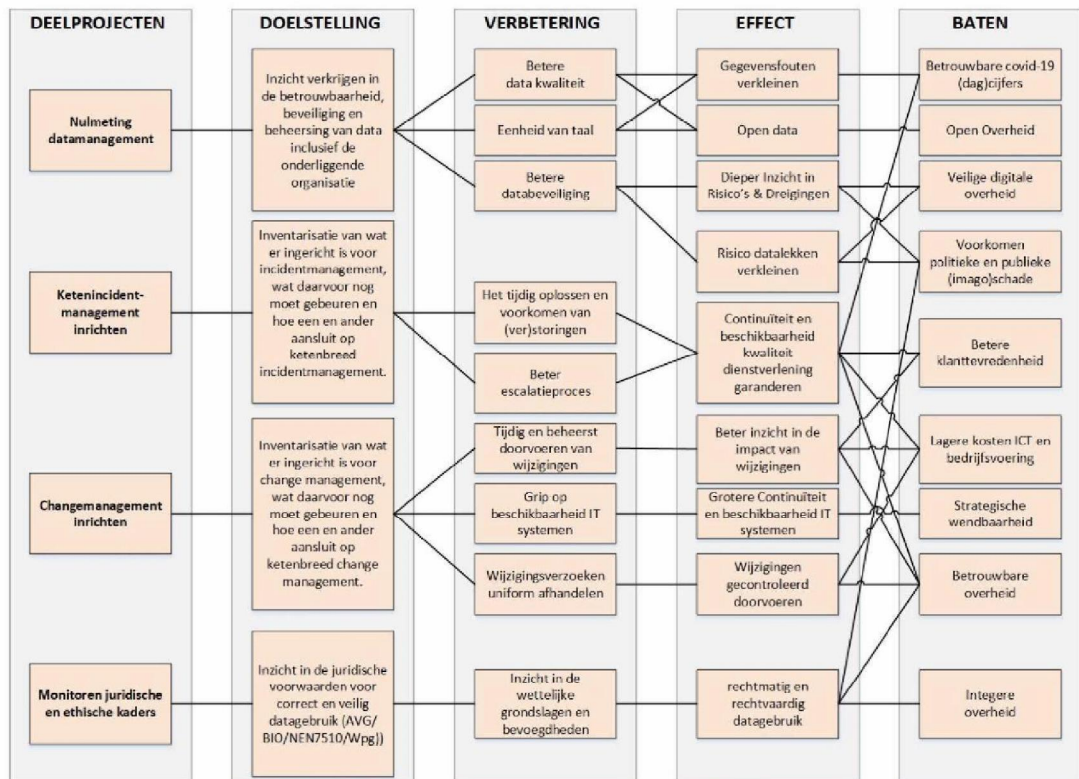 DEELPROJECTEN
Nulmeting
datamanagement
Ketenincident-
management
inrichten
Changemanagement
inrichten
Monitoren juridische
en ethische kaders
DOELSTELLING
Inzicht verkrijgen in
de betrouwbaarheid,
beveiliging en
beheersing van data
inclusief de
onderliggende
organisatie
Inventarisatie van wat
er ingericht is voor
incidentmanagement,
wat daarvoor nog
moet gebeuren en
hoe een en ander
aansluit op
ketenbreed
incidentmanagement.
Inventarisatie van wat
er ingericht is voor
change management,
wat daarvoor nog
moet gebeuren en
hoe een en ander
aansluit op
ketenbreed change
management.
Inzicht in de juridische
voorwaarden voor
correct en veilig
datagebruik (AVG/
BIO/NEN7510/Wpg))
VERBETERING
Betere
data kwaliteit
Eenheid van taal
Betere
databeveiliging
Het tijdig oplossen en
voorkomen van
(ver)storingen
Beter
escalatieproces
Tijdig en beheerst
doorvoeren van
wijzigingen
Grip op
beschikbaarheid IT
systemen
Wijzigingsverzoeken
uniform afhandelen
Inzicht in de
wettelijke
grondslagen en
bevoegdheden
EFFECT
Gegevensfouten
verkleinen
Open data
Dieper Inzicht in
Risico's & Dreigingen
Risico datalekken
verkleinen
Continuïteit en
beschikbaarheid
kwaliteit
dienstverlening
garanderen
Beter inzicht in de
impact van
wijzigingen
Grotere Continuïteit
en beschikbaarheid IT
systemen
Wijzigingen
gecontroleerd
doorvoeren
rechtmatig en
rechtvaardig
datagebruik
BATEN
Betrouwbare covid-19
(dag)cijfers
Open Overheid
Veilige digitale
overheid
Voorkomen
politieke en publieke
(imago)schade
Betere
klanttevredenheid
Lagere kosten ICT en
bedrijfsvoering
Strategische
wendbaarheid
Betrouwbare
overheid
Integere
overheid